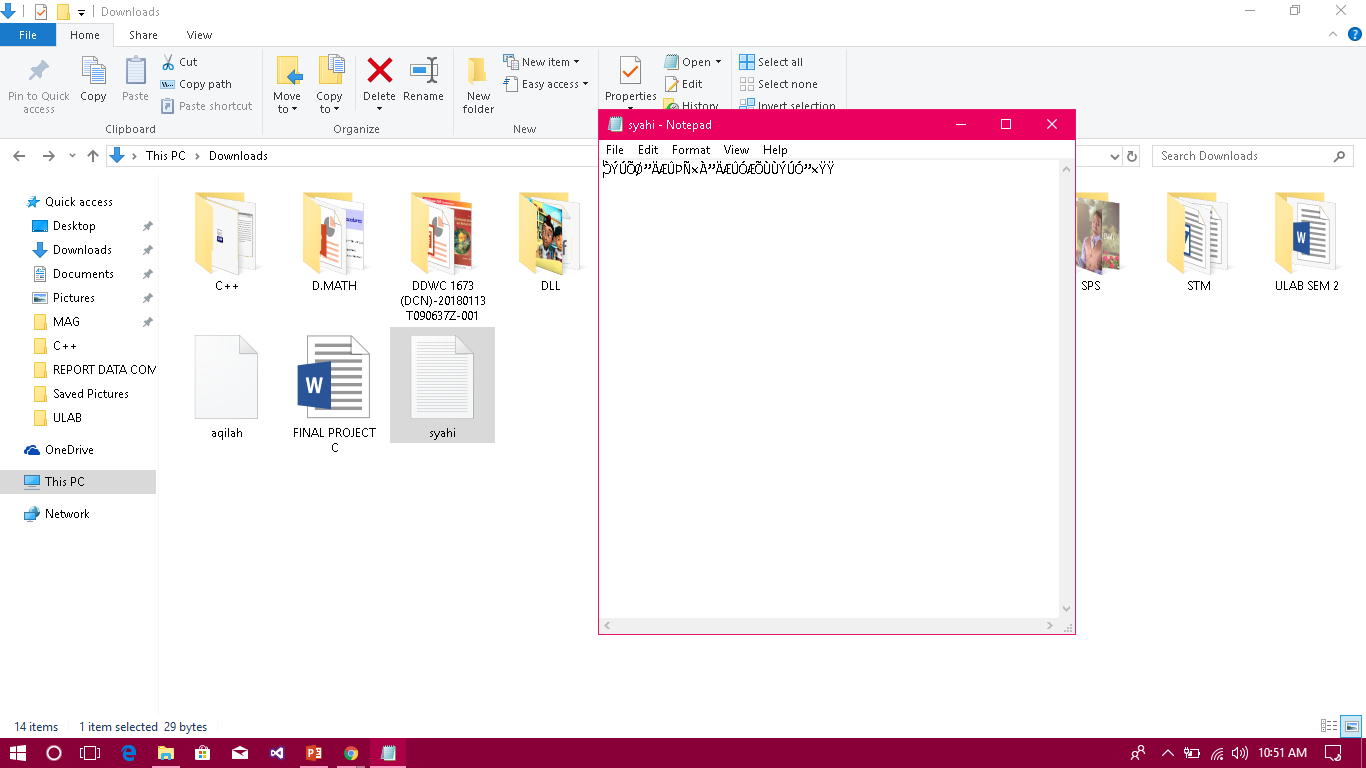 Downloads
File
Home
Share
View
Pin to Quick access
Copy
Paste
Cut
Copy path
Paste shortcut
Clipboard
Move to
Copy to
Delete
Rename
Organize
New folder
New item
Easy access
New
Properties
Open
Edit
History
Select all
Select none
Invert selection
This PC
Downloads
Search Downloads
Quick access
Desktop
Downloads
Documents
Pictures
MAG
C++
REPORT DATA COM
Saved Pictures
ULAB
OneDrive
This PC
Network
C++
D.MATH
DDWC 1673
(DCN)-20180113
T090637Z-001
DLL
SPS
STM
ULAB SEM 2
aqilah
FINAL PROJECT
C
syahi
syahi - Notepad
File Edit Format View Help
ÒÝÚÕØ”ÄÆÛÞÑ×À”ÄÆÛÓÆÕÙÙÝÚÓ”×ŸŸ
14 items
1 item selected 29 bytes
10:51 AM